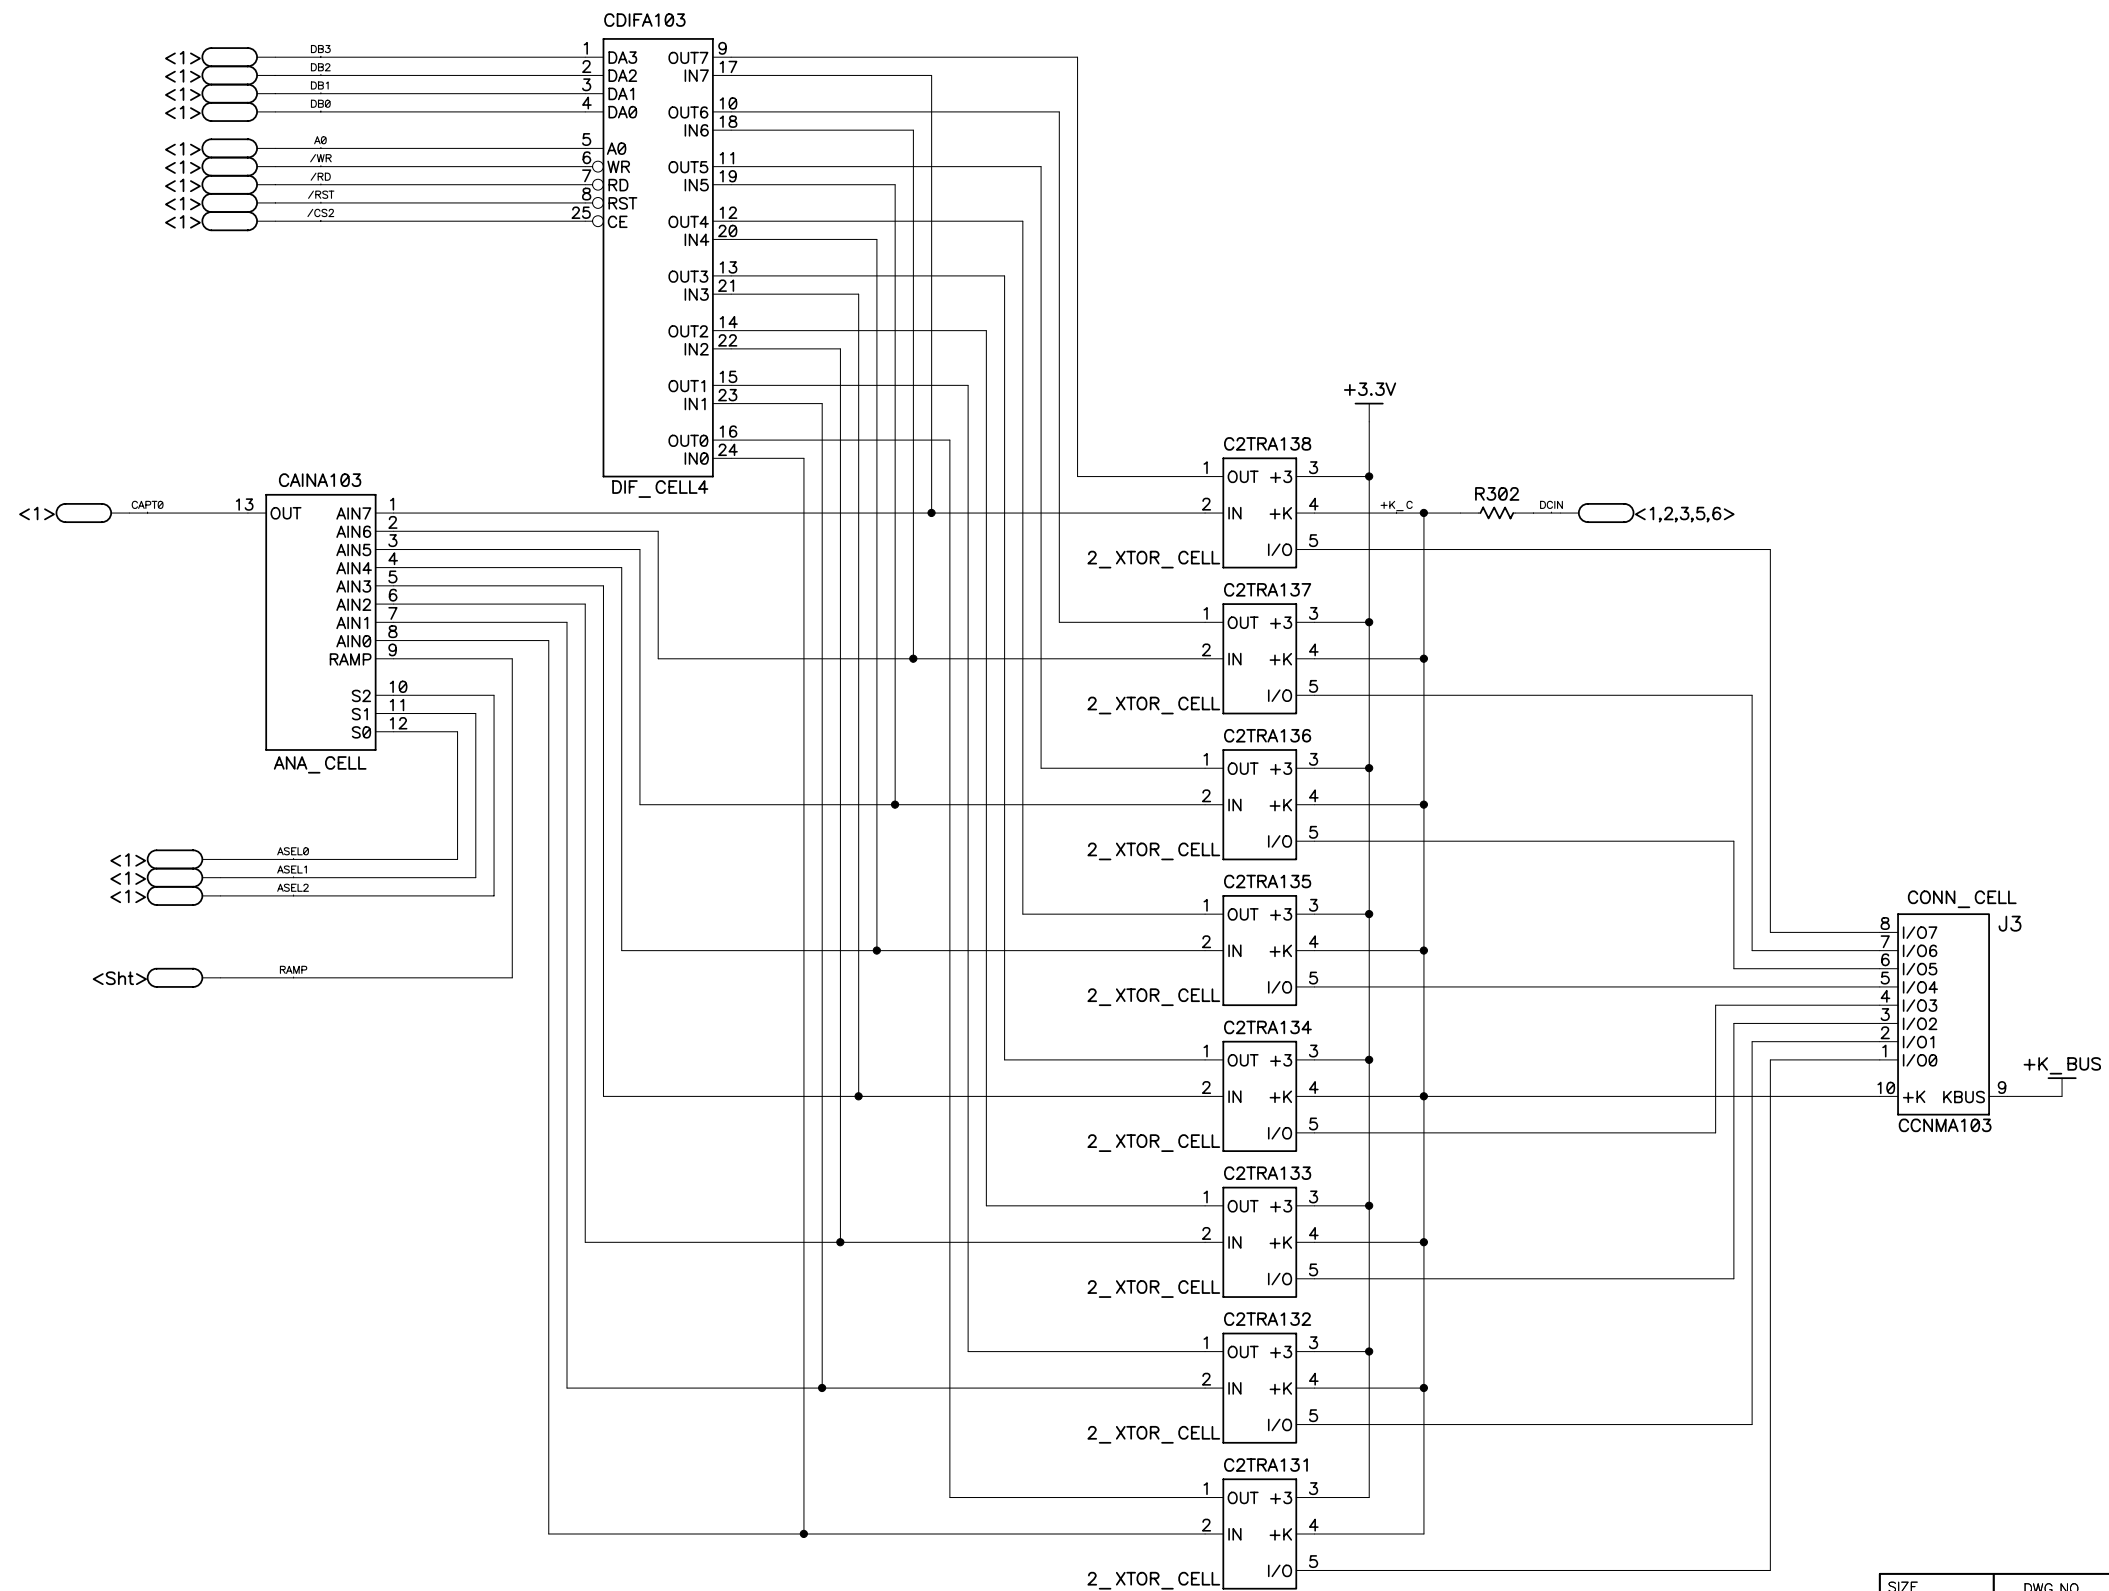 CDIFA103
<1> DB3 1 DA3 OUT7 9
<1> DB2 2 DA2 IN7 17
<1> DB1 3 DA1
<1> DB0 4 DA0 OUT6 10
IN6 18
<1> A0 5 A0
<1> /WR 6 WR OUT5 11
<1> /RD 7 RD IN5 19
<1> /RST 8 RST
<1> /CS2 25 CE OUT4 12
IN4 20
OUT3 13
IN3 21
OUT2 14
IN2 22
OUT1 15
IN1 23
OUT0 16
IN0 24
DIF_CELL4
+3.3V
CAINA103
<1> CAPT0 13 OUT AIN7 1
AIN6 2
AIN5 3
AIN4 4
AIN3 5
AIN2 6
AIN1 7
AIN0 8
RAMP 9
S2 10
S1 11
S0 12
ANA_CELL
<1> ASEL0
<1> ASEL1
<1> ASEL2
<Sht> RAMP
C2TRA138
1 OUT +3 3
2 IN +K 4 +K_C R302 DCIN <1,2,3,5,6>
I/O 5
2_XTOR_CELL
C2TRA137
1 OUT +3 3
2 IN +K 4
I/O 5
2_XTOR_CELL
C2TRA136
1 OUT +3 3
2 IN +K 4
I/O 5
2_XTOR_CELL
C2TRA135
1 OUT +3 3
2 IN +K 4
I/O 5
2_XTOR_CELL
C2TRA134
1 OUT +3 3
2 IN +K 4
I/O 5
2_XTOR_CELL
C2TRA133
1 OUT +3 3
2 IN +K 4
I/O 5
2_XTOR_CELL
C2TRA132
1 OUT +3 3
2 IN +K 4
I/O 5
2_XTOR_CELL
C2TRA131
1 OUT +3 3
2 IN +K 4
I/O 5
2_XTOR_CELL
CONN_CELL
J3
8 I/O7
7 I/O6
6 I/O5
5 I/O4
4 I/O3
3 I/O2
2 I/O1
1 I/O0
+K_BUS
10 +K KBUS 9
CCNMA103
SIZE DWG NO